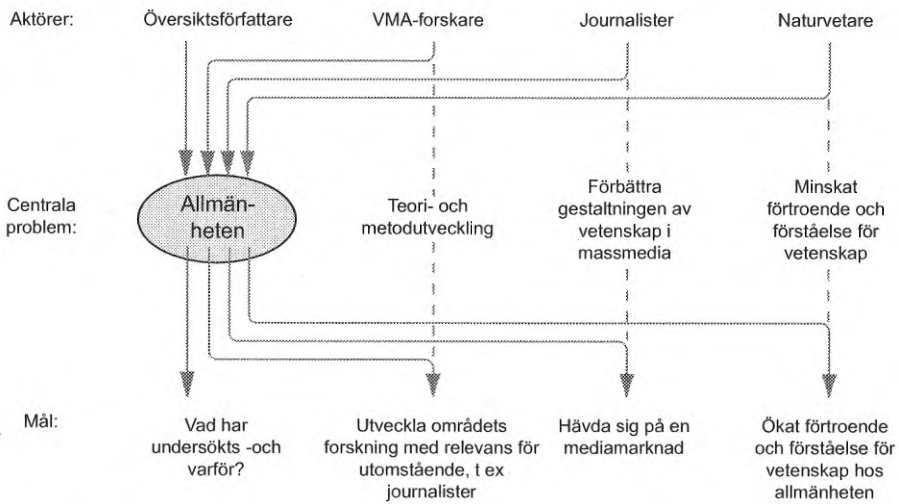 Aktörer:
Översiktsförfattare
VMA-forskare
Journalister
Naturvetare
Centrala
problem:
Allmän-
heten
Teori- och
metodutveckling
Förbättra
gestaltningen av
vetenskap i
massmedia
Minskat
förtroende och
förståelse för
vetenskap
Mål:
Vad har
undersökts -och
varför?
Utveckla områdets
forskning med relevans för
utomstående, t ex
journalister
Hävda sig på en
mediamarknad
Ökat förtroende
och förståelse för
vetenskap hos
allmänheten